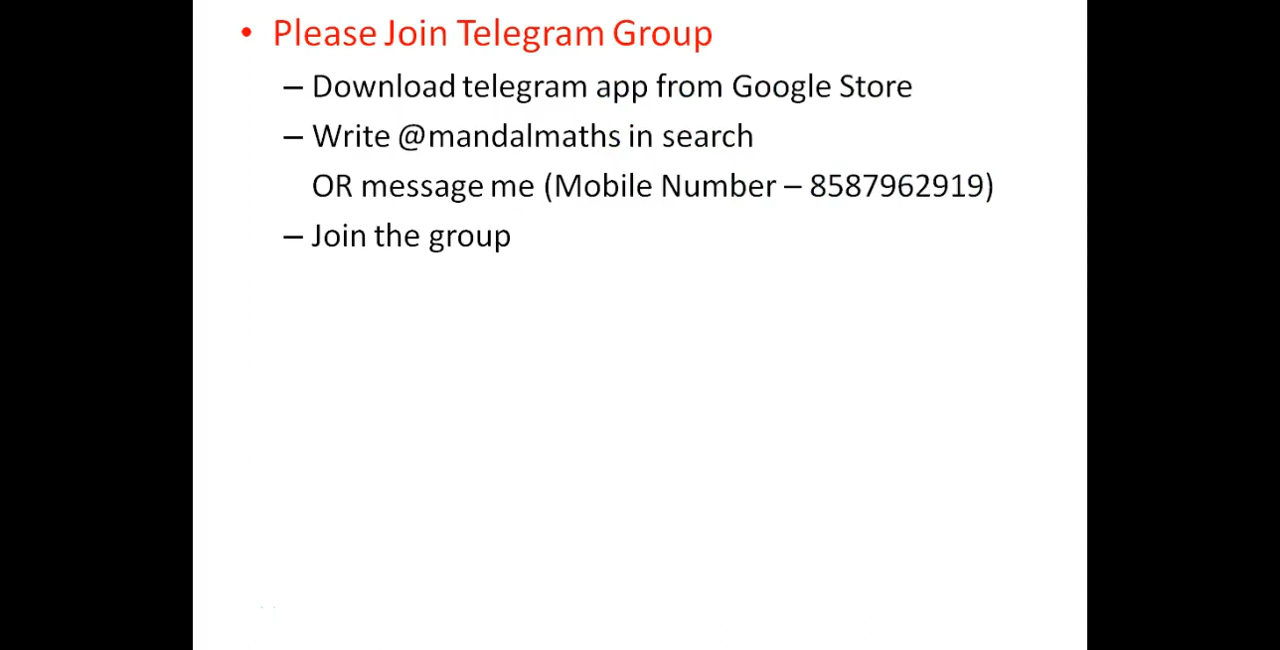 • Please Join Telegram Group
– Download telegram app from Google Store
– Write @mandalmaths in search
OR message me (Mobile Number – 8587962919)
– Join the group